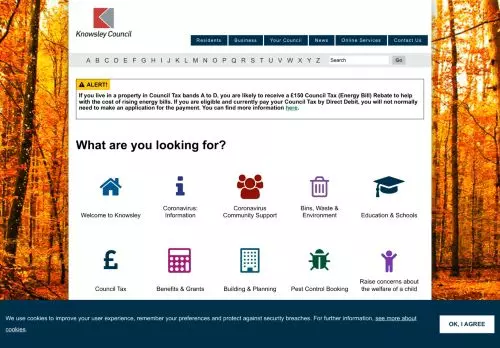 Knowsley Council
Residents
Business
Your Council
News
Online Services
Contact Us
A B C D E F G H I J K L M N O P Q R S T U V W X Y Z
Search
Go
ALERT!
If you live in a property in Council Tax bands A to D, you are likely to receive a £150 Council Tax (Energy Bill) Rebate to
help with the cost of rising energy bills. If you are eligible and currently pay your Council Tax by Direct Debit, you will not normally
need to make an application for the payment. You can find more information here.
What are you looking for?
Welcome to Knowsley
Coronavirus:
Information
Coronavirus
Community Support
Bins, Waste &
Environment
Education & Schools
Council Tax
Benefits & Grants
Building & Planning
Pest Control Booking
Raise concerns about
the welfare of a child
We use cookies to improve your user experience, remember your preferences and protect against security breaches. For further information, see more about
cookies.
OK, I AGREE